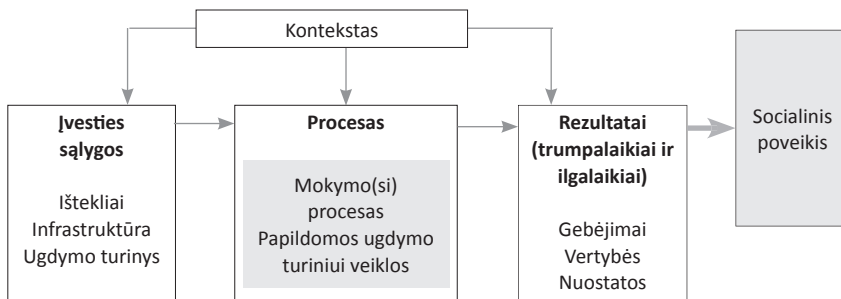 Kontekstas
Įvesties
sąlygos
Ištekliai
Infrastruktūra
Ugdymo turinys
Procesas
Mokymo(si)
procesas
Papildomos ugdymo
turiniui veiklos
Rezultatai
(trumpalaikiai ir
ilgalaikiai)
Gebėjimai
Vertybės
Nuostatos
Socialinis
poveikis